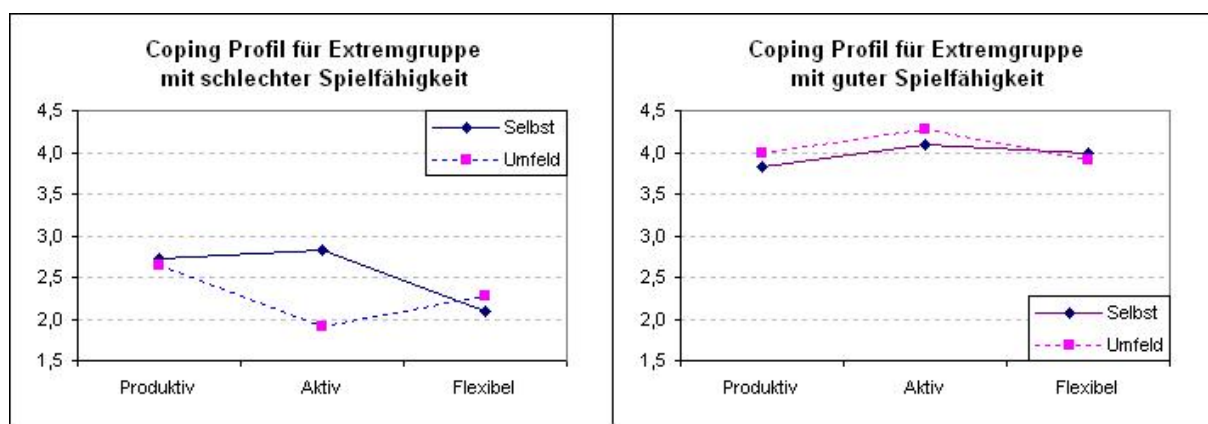 Coping Profil für Extremgruppe
mit schlechter Spielfähigkeit
4,5
4,0
3,5
3,0
2,5
2,0
1,5
Selbst
Umfeld
Produktiv Aktiv Flexibel
Coping Profil für Extremgruppe
mit guter Spielfähigkeit
4,5
4,0
3,5
3,0
2,5
2,0
1,5
Selbst
Umfeld
Produktiv Aktiv Flexibel